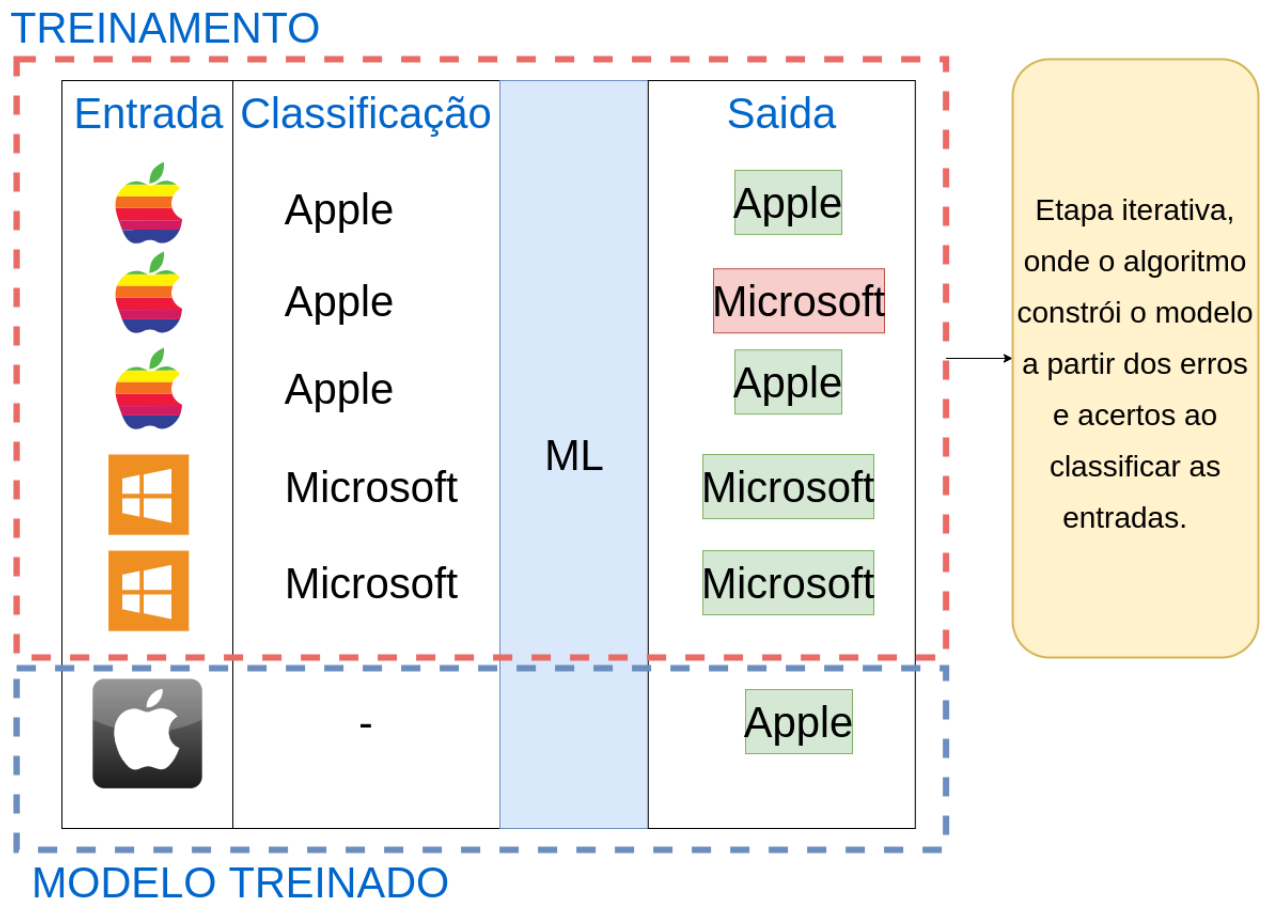 TREINAMENTO
Entrada Classificação Saida
Apple Apple
Apple Microsoft
Apple Apple
ML
Microsoft Microsoft
Microsoft Microsoft
- Apple
MODELO TREINADO
Etapa iterativa,
onde o algoritmo
constrói o modelo
a partir dos erros
e acertos ao
classificar as
entradas.